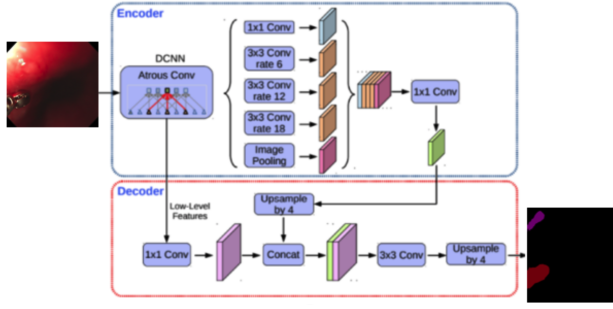 Encoder
DCNN
Atrous Conv
1x1 Conv
3x3 Conv
rate 6
3x3 Conv
rate 12
3x3 Conv
rate 18
Image
Pooling
1x1 Conv
Decoder
Low-Level
Features
Upsample
by 4
1x1 Conv
Concat
3x3 Conv
Upsample
by 4